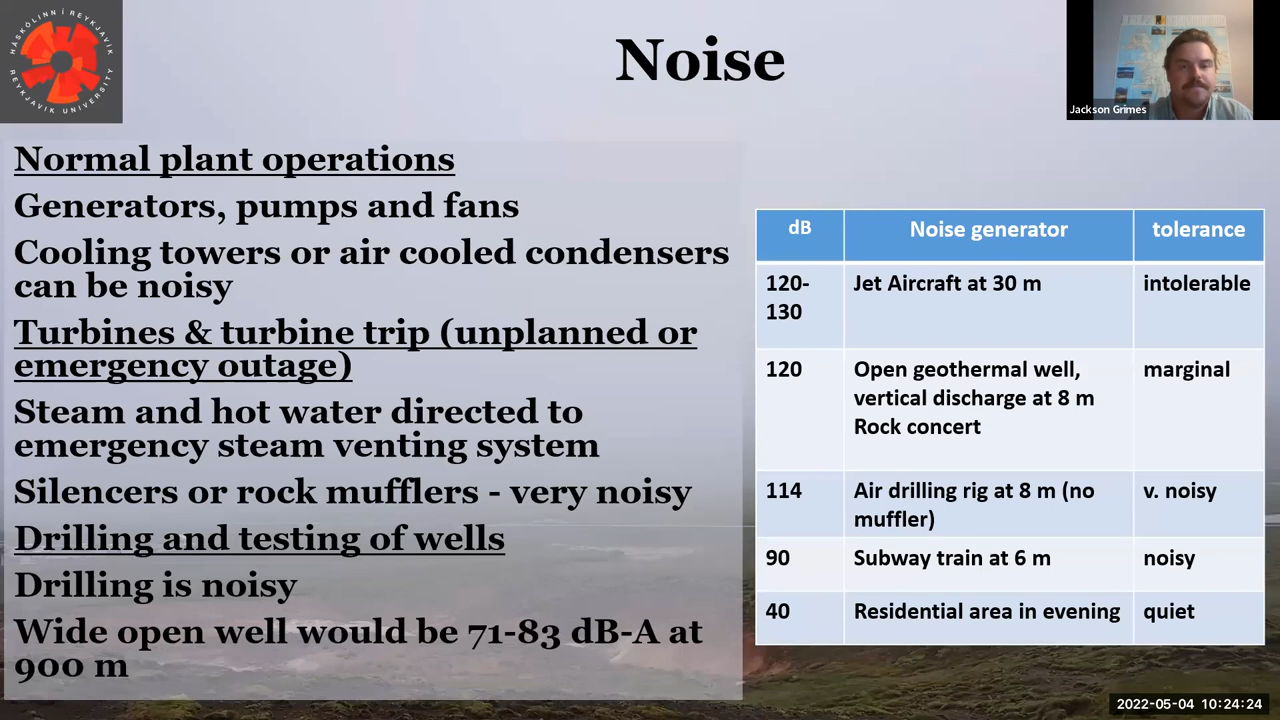 HÁSKÓLINN Í REYKJAVÍK
REYKJAVIK UNIVERSITY
Noise
Jackson Grimes
Normal plant operations
Generators, pumps and fans
Cooling towers or air cooled condensers
can be noisy
Turbines & turbine trip (unplanned or
emergency outage)
Steam and hot water directed to
emergency steam venting system
Silencers or rock mufflers - very noisy
Drilling and testing of wells
Drilling is noisy
Wide open well would be 71-83 dB-A at
900 m
dB Noise generator tolerance
120- Jet Aircraft at 30 m intolerable
130
120 Open geothermal well, marginal
vertical discharge at 8 m
Rock concert
114 Air drilling rig at 8 m (no v. noisy
muffler)
90 Subway train at 6 m noisy
40 Residential area in evening quiet
2022-05-04 10:24:24